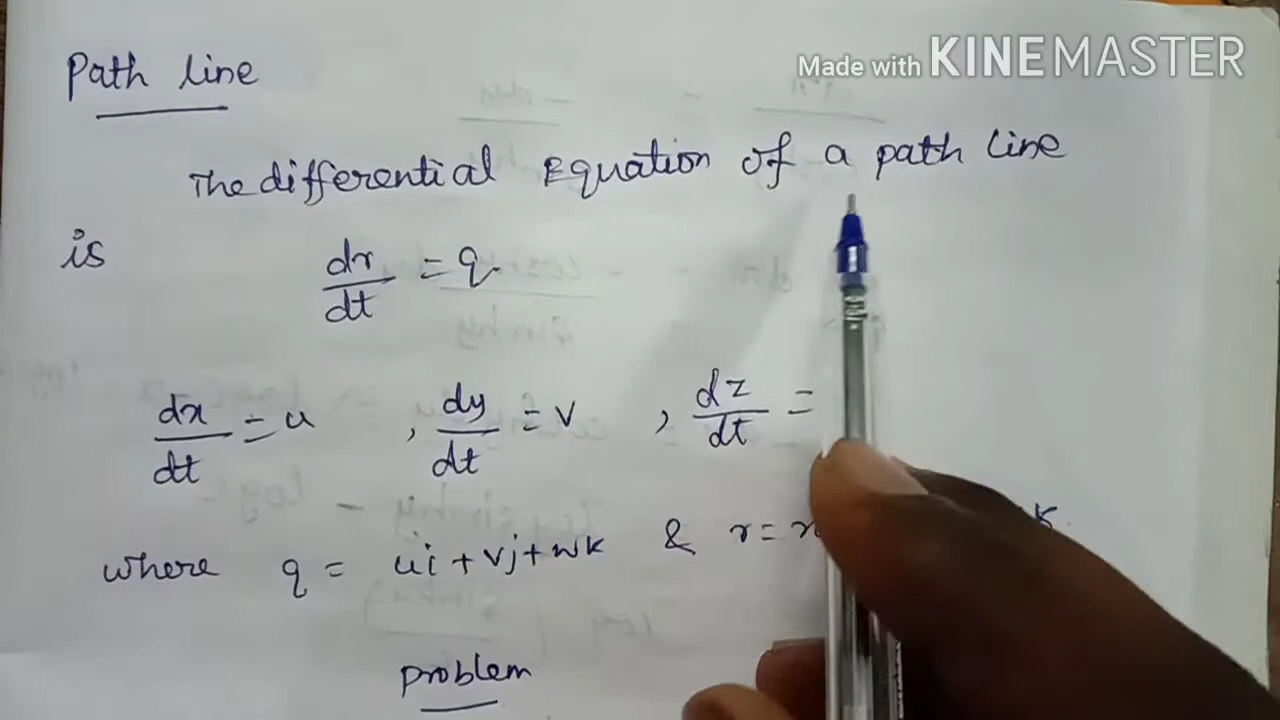 Made with KINEMASTER
Path line
The differential Equation of a path line
is
dr/dt = q
dx/dt = u , dy/dt = v , dz/dt =
where q = ui + vj + wk & r = x k
Problem